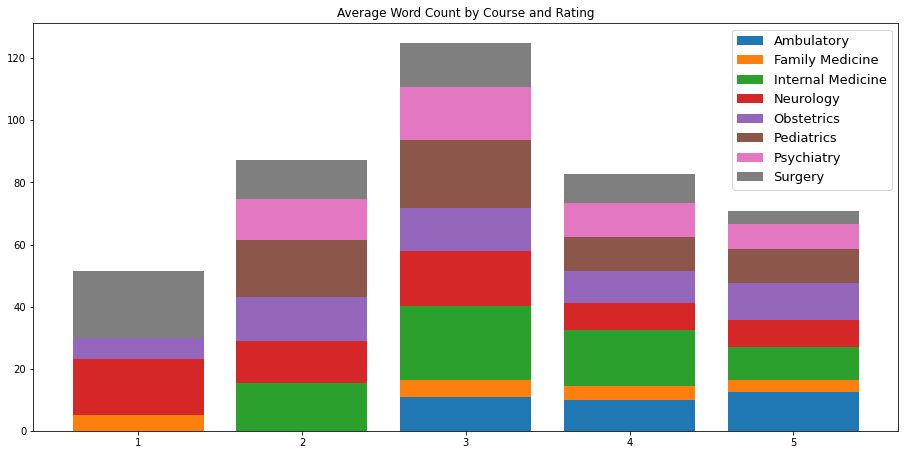 Average Word Count by Course and Rating
120
100
80
60
40
20
0
1 2 3 4 5
Ambulatory
Family Medicine
Internal Medicine
Neurology
Obstetrics
Pediatrics
Psychiatry
Surgery